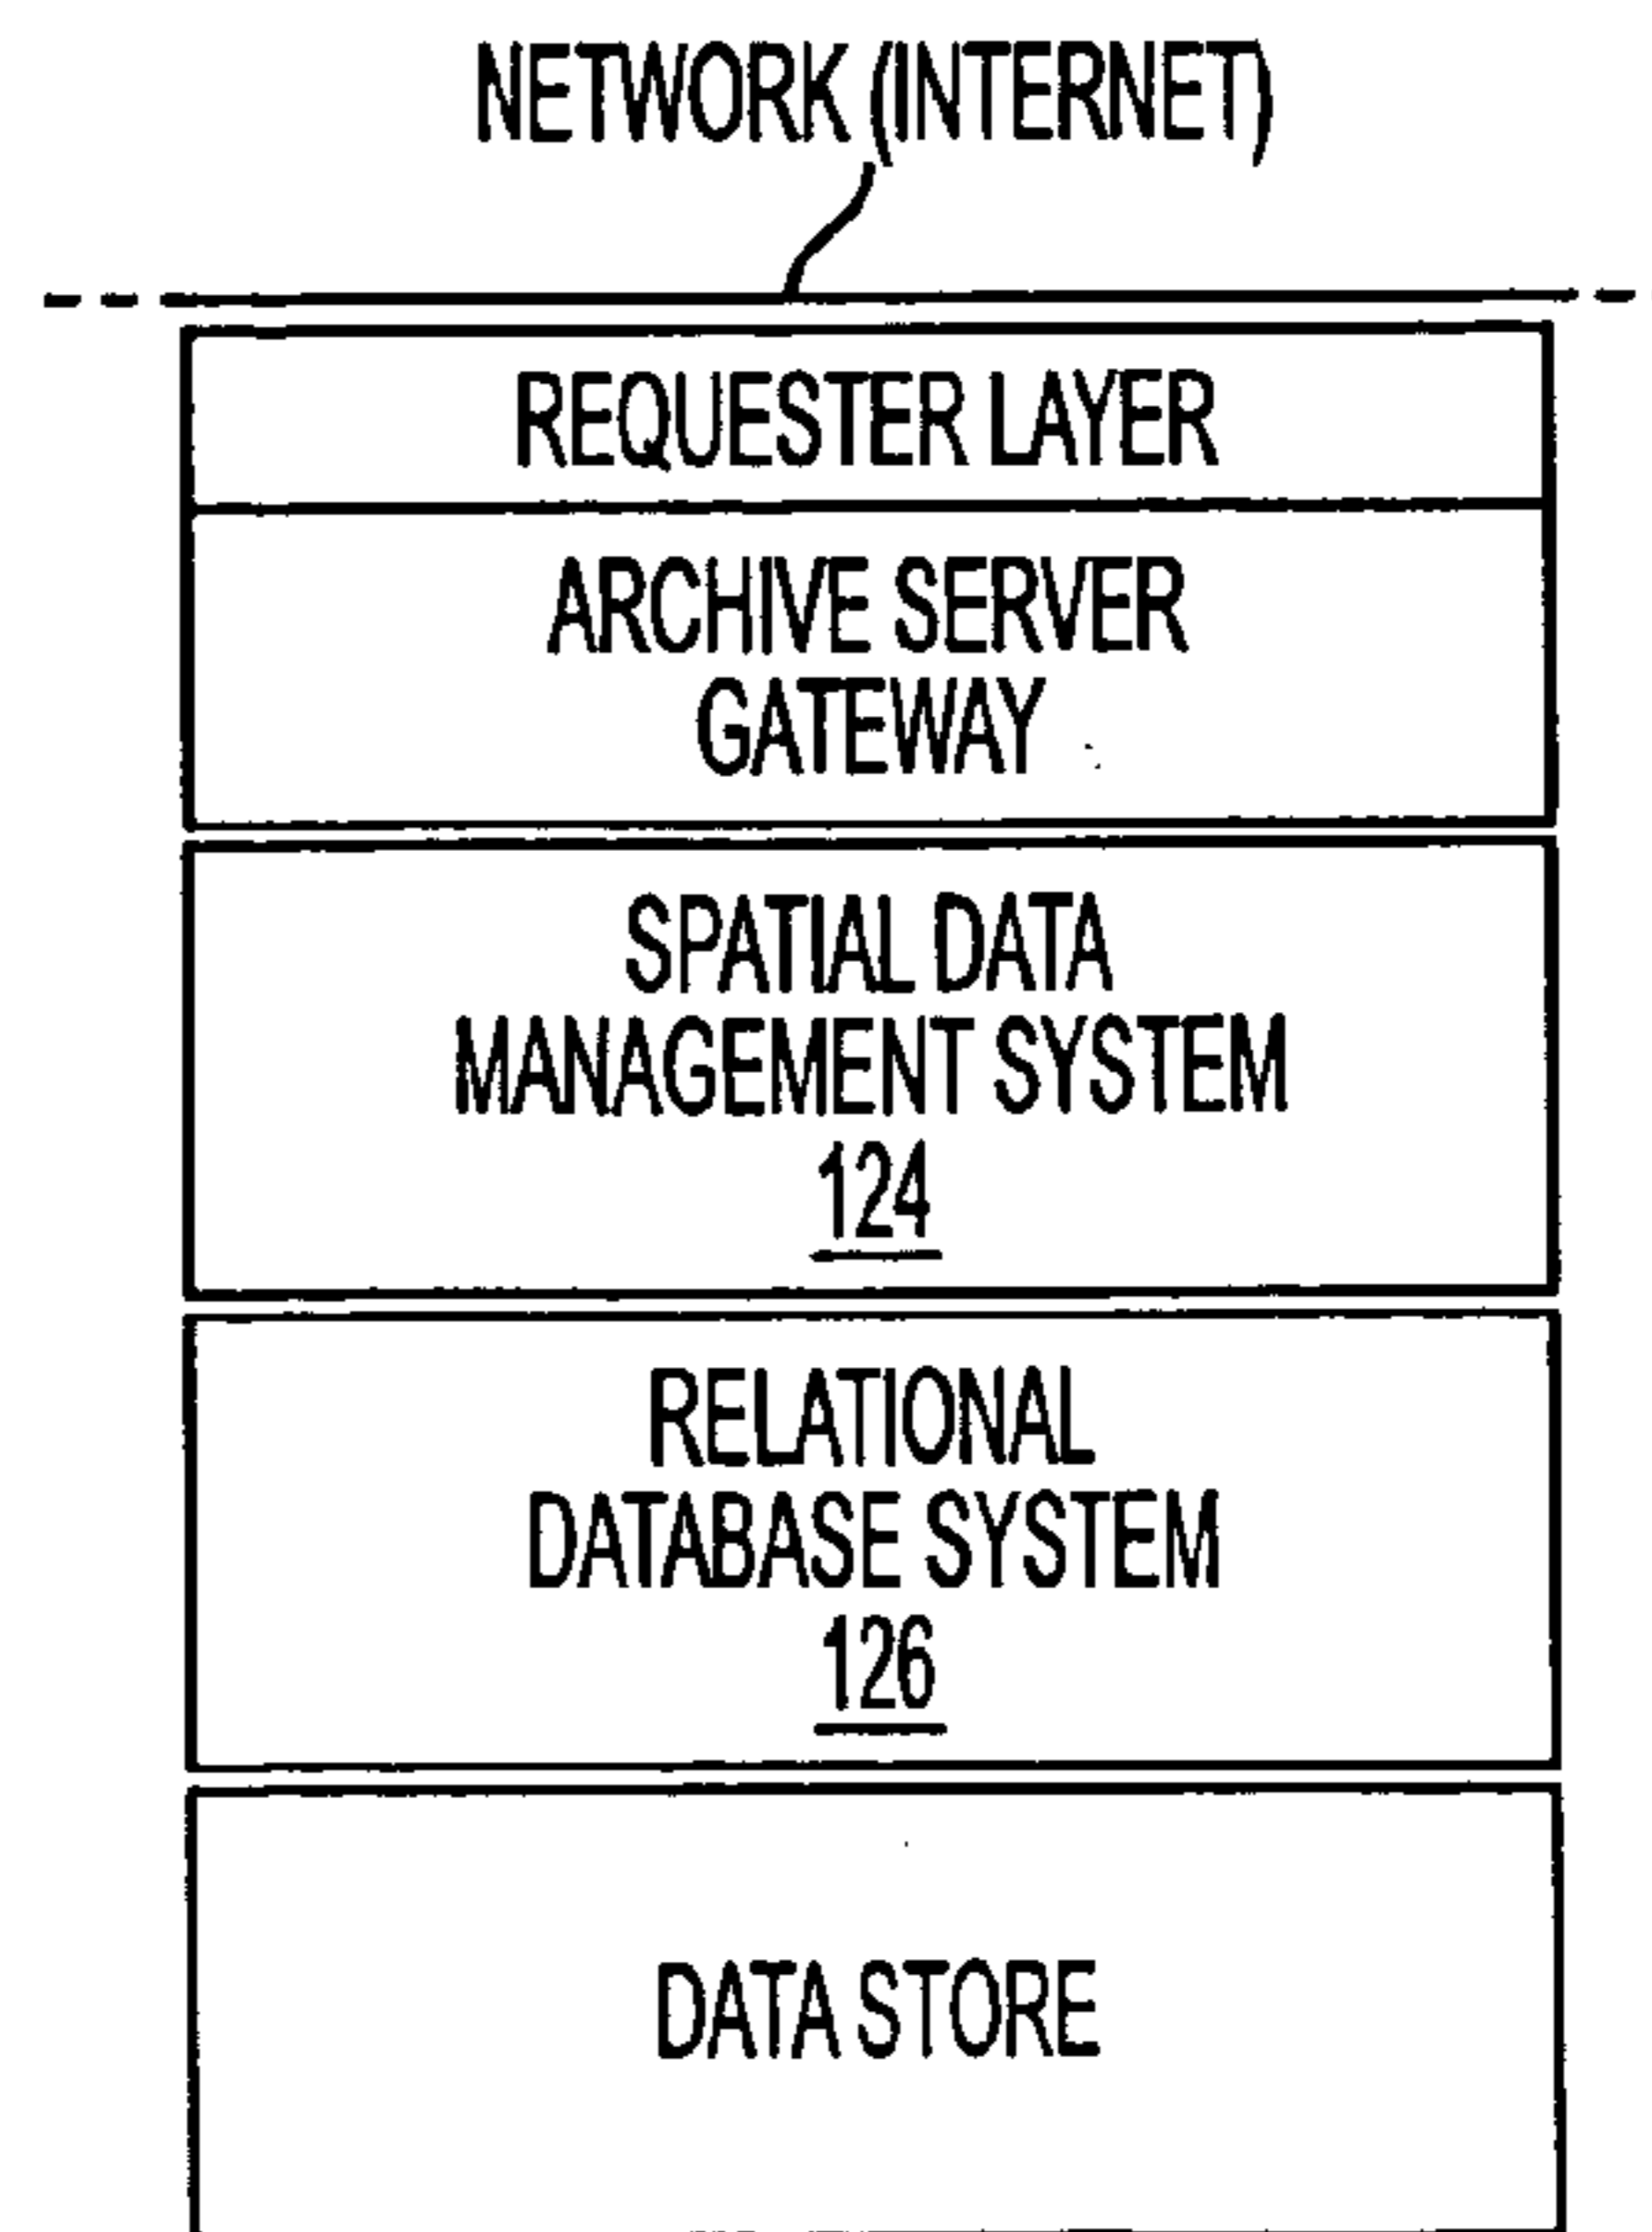 NETWORK (INTERNET)
REQUESTER LAYER
ARCHIVE SERVER
GATEWAY
SPATIAL DATA
MANAGEMENT SYSTEM
124
RELATIONAL
DATABASE SYSTEM
126
DATA STORE